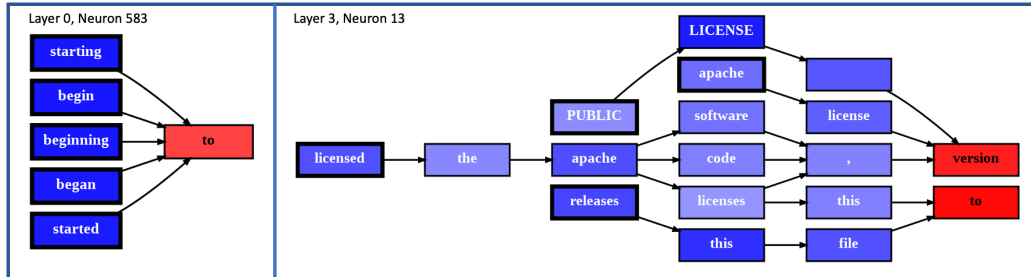 Layer 0, Neuron 583
starting
begin
beginning
began
started
to
Layer 3, Neuron 13
LICENSE
apache
PUBLIC
software
license
licensed
the
apache
code
,
version
releases
licenses
this
to
this
file